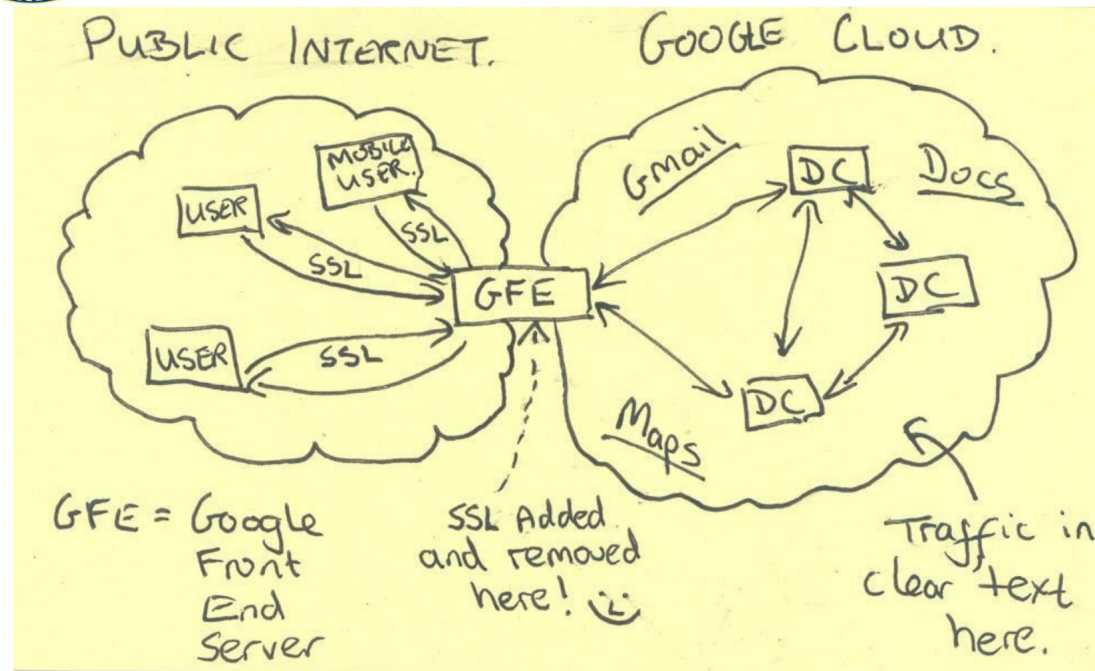 PUBLIC INTERNET.
GOOGLE CLOUD.
MOBILE
USER.
USER
SSL
SSL
USER
SSL
GFE
Gmail
DC
Docs
DC
DC
Maps
GFE = Google
Front
End
Server
SSL Added
and removed
here!
Traffic in
clear text
here.